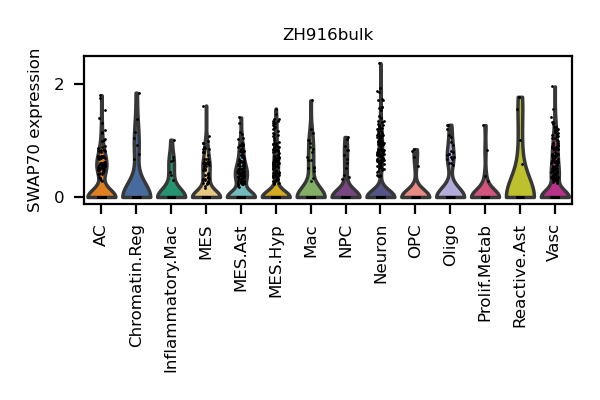 ZH916bulk
SWAP70 expression
2
0
AC
Chromatin.Reg
Inflammatory.Mac
MES
MES.Ast
MES.Hyp
Mac
NPC
Neuron
OPC
Oligo
Prolif.Metab
Reactive.Ast
Vasc